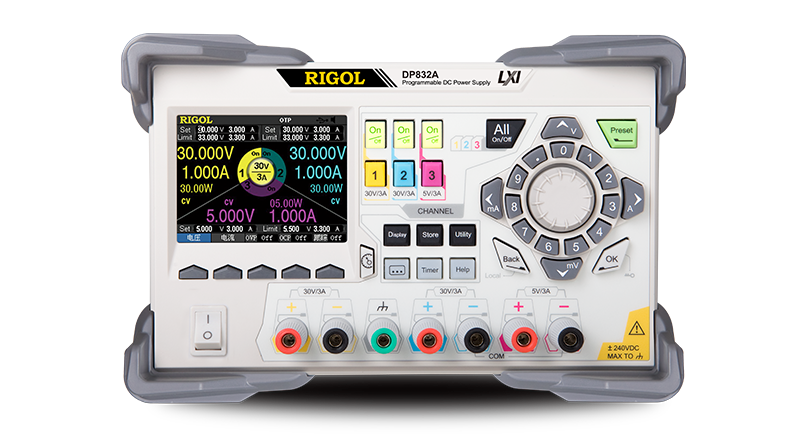 RIGOL DP832A
Programmable DC Power Supply
LXI
RIGOL OTP
Set 30.000 V 3.000 A Set 30.000 V 3.000 A
Limit 33.000 V 3.300 A Limit 33.000 V 3.300 A
30.000V 30.000V
1.000A 1.000A
30.00W 30.00W
CV CV
On On
30V
3A
1 2
3
On
CV 05.00W
5.000V 1.000A
Set 5.000 V 3.000 A Limit 5.500 V 3.300 A
电压 电流 OVP Off OCP Off 跟踪 Off
On/Off On/Off On/Off
1 2 3
30V/3A 30V/3A 5V/3A
CHANNEL
1 2 3
All
On/Off
V
Preset
. 0 1 2 3 4 5 6 7 8 9
mA A
mV
Back
Local
OK
Display Store Utility
... Timer Help
30V/3A 30V/3A 5V/3A
+ − + − + −
COM
I
O
± 240VDC
MAX TO